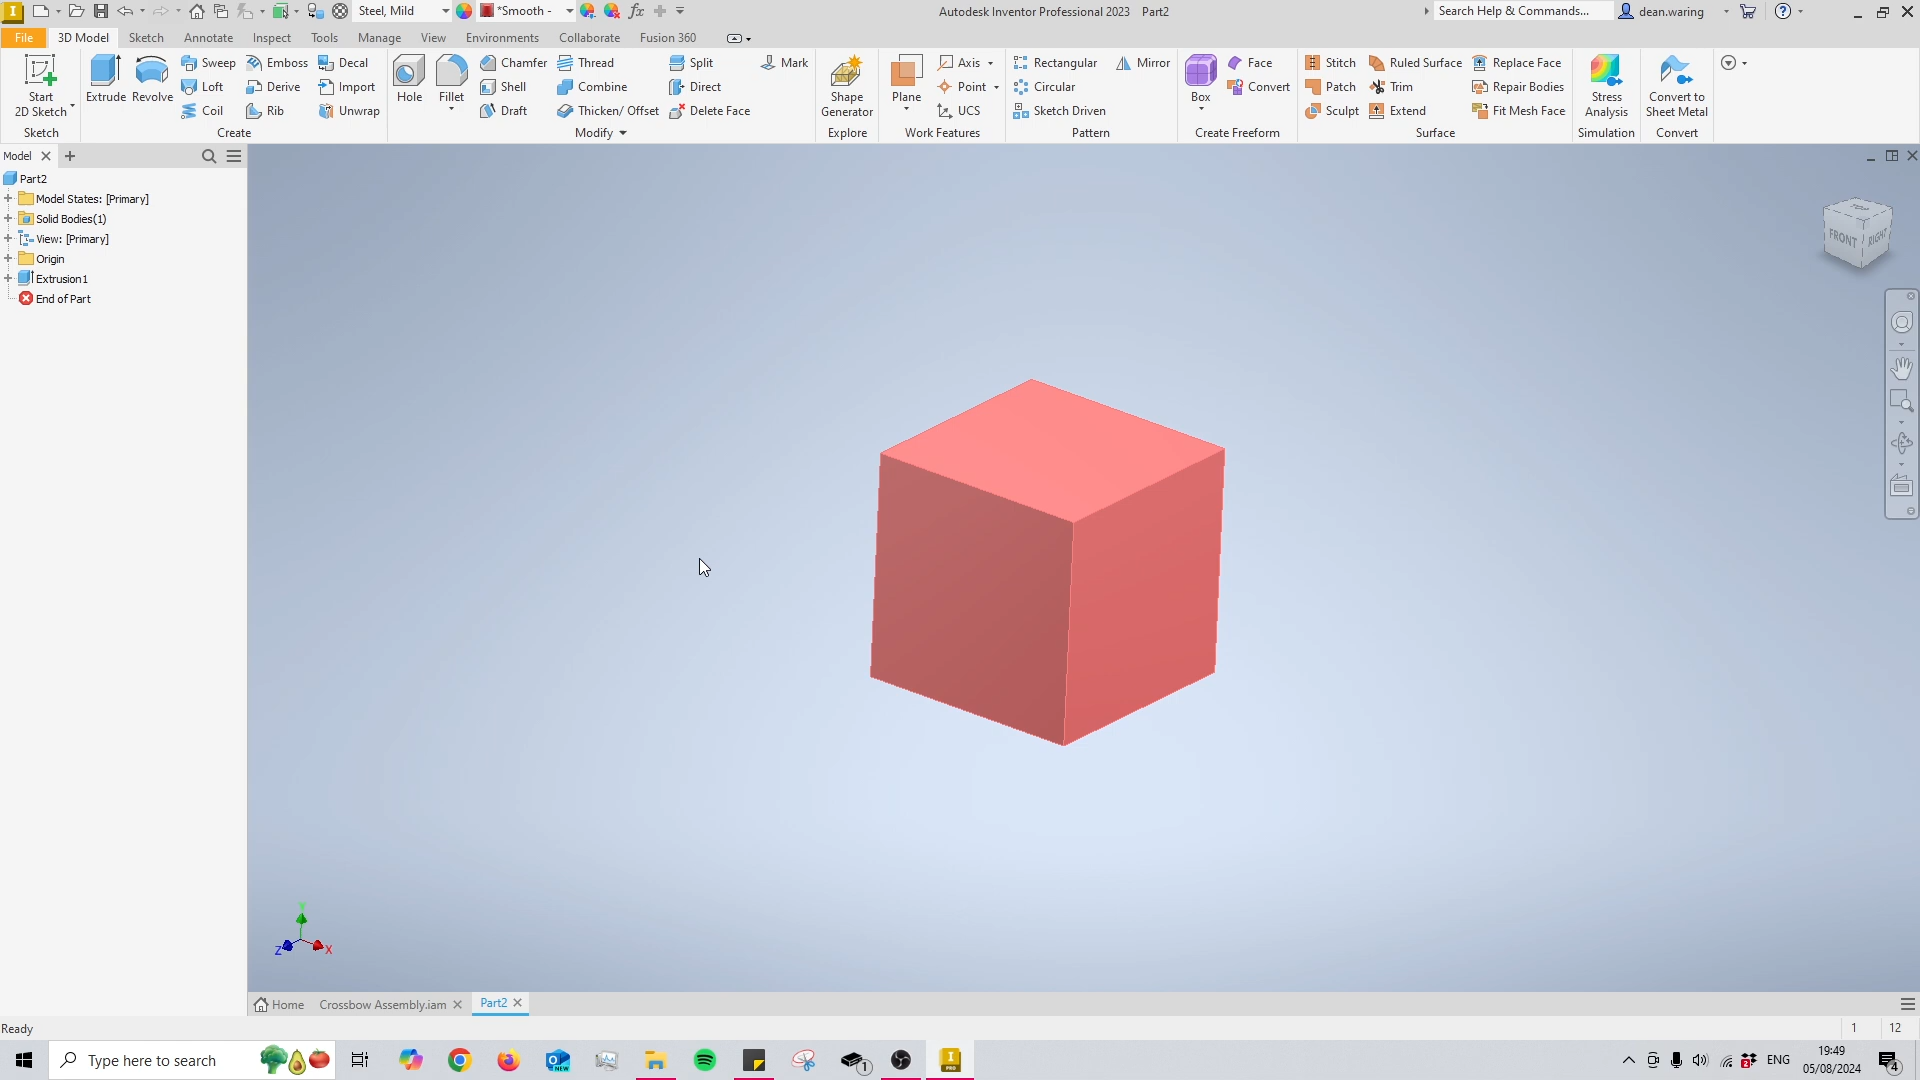 Steel, Mild *Smooth - fx Autodesk Inventor Professional 2023 Part2 Search Help & Commands... dean.waring
File 3D Model Sketch Annotate Inspect Tools Manage View Environments Collaborate Fusion 360
Sweep Emboss Decal Chamfer Thread Split Mark Axis Rectangular Mirror Face Stitch Ruled Surface Replace Face
Loft Derive Import Shell Combine Direct Point Circular Convert Patch Trim Repair Bodies
Start Extrude Revolve Hole Fillet Shape Plane Box Stress Convert to
2D Sketch Coil Rib Unwrap Draft Thicken/ Offset Delete Face Generator UCS Sketch Driven Sculpt Extend Fit Mesh Face Analysis Sheet Metal
Sketch Create Modify Explore Work Features Pattern Create Freeform Surface Simulation Convert
Model
Part2
Model States: [Primary]
Solid Bodies(1)
View: [Primary]
Origin
Extrusion1
End of Part
TOP
FRONT RIGHT
Y
Z X
Home Crossbow Assembly.iam Part2
Ready 1 12
Type here to search ENG 19:49
05/08/2024